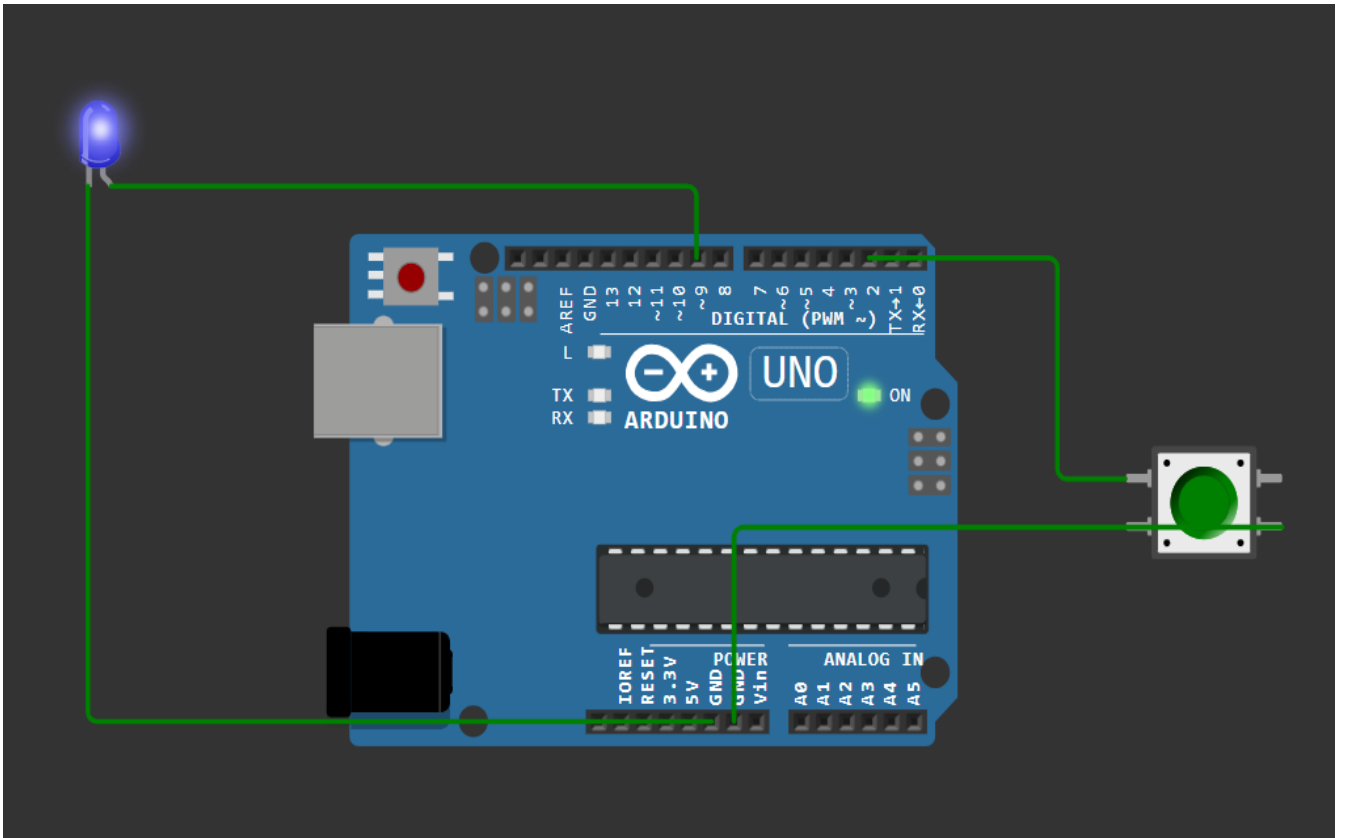 AREF GND 13 12 ~11 ~10 ~9 8 7 ~6 ~5 4 ~3 2 TX→1 RX←0
DIGITAL (PWM ~)
L
UNO
TX
ON
RX
ARDUINO
POWER
ANALOG IN
IOREF RESET 3.3V 5V GND GND Vin A0 A1 A2 A3 A4 A5